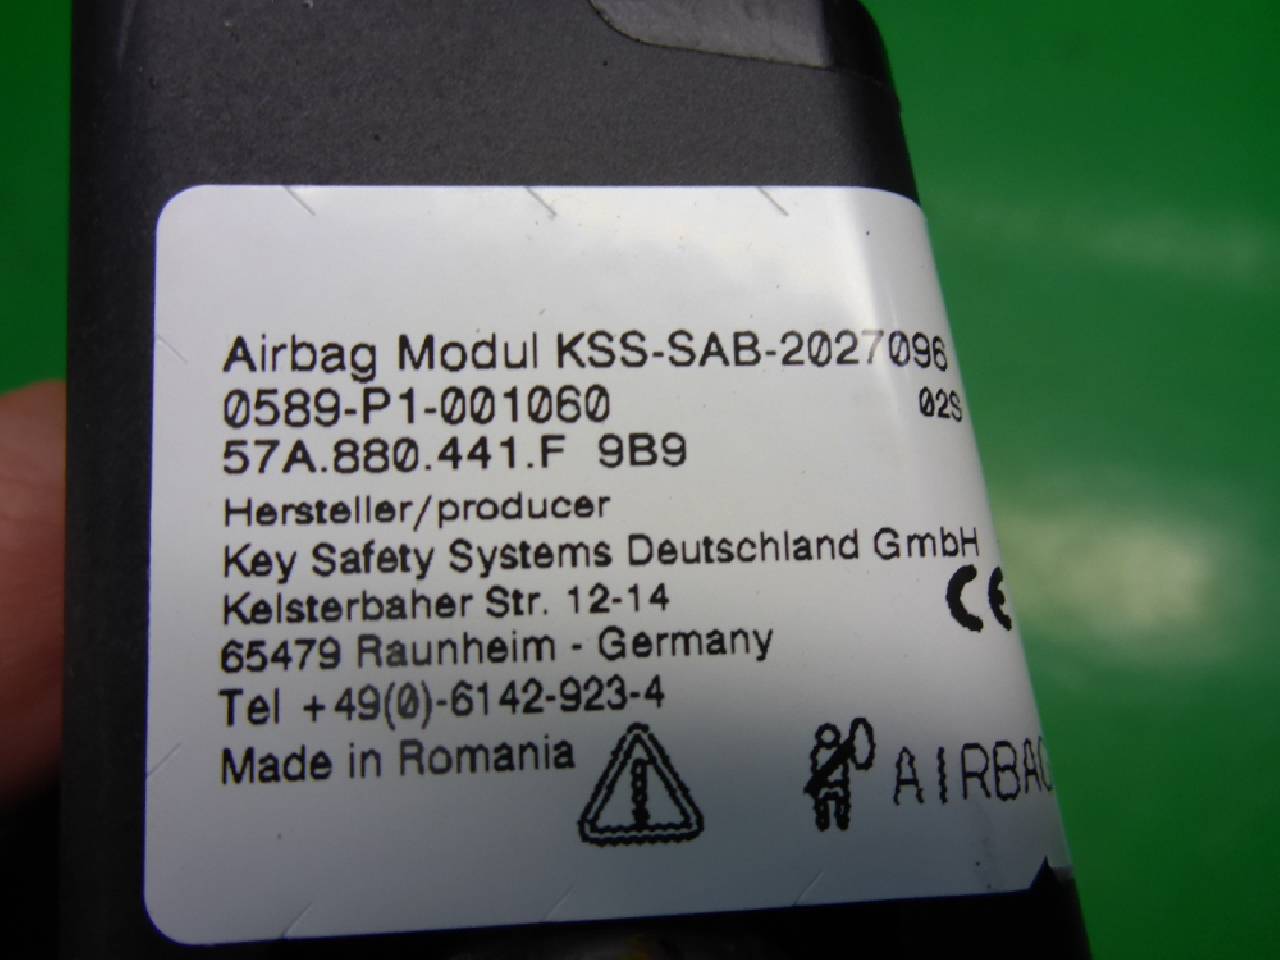 Airbag Modul KSS-SAB-2027096
0589-P1-001060 02S
57A.880.441.F 9B9
Hersteller/producer
Key Safety Systems Deutschland GmbH
Kelsterbaher Str. 12-14
65479 Raunheim - Germany
CE
Tel +49(0)-6142-923-4
Made in Romania
AIRBAG